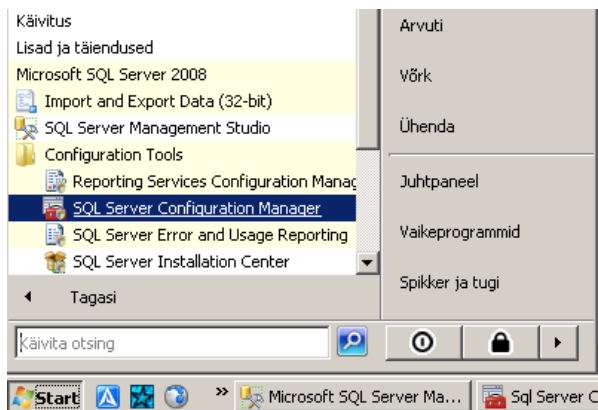 Käivitus
Lisad ja täiendused
Microsoft SQL Server 2008
Import and Export Data (32-bit)
SQL Server Management Studio
Configuration Tools
Reporting Services Configuration Manag
SQL Server Configuration Manager
SQL Server Error and Usage Reporting
SQL Server Installation Center
Tagasi
Käivita otsing
Arvuti
Võrk
Ühenda
Juhtpaneel
Vaikeprogrammid
Spikker ja tugi
Start
»
Microsoft SQL Server Ma...
Sql Server C